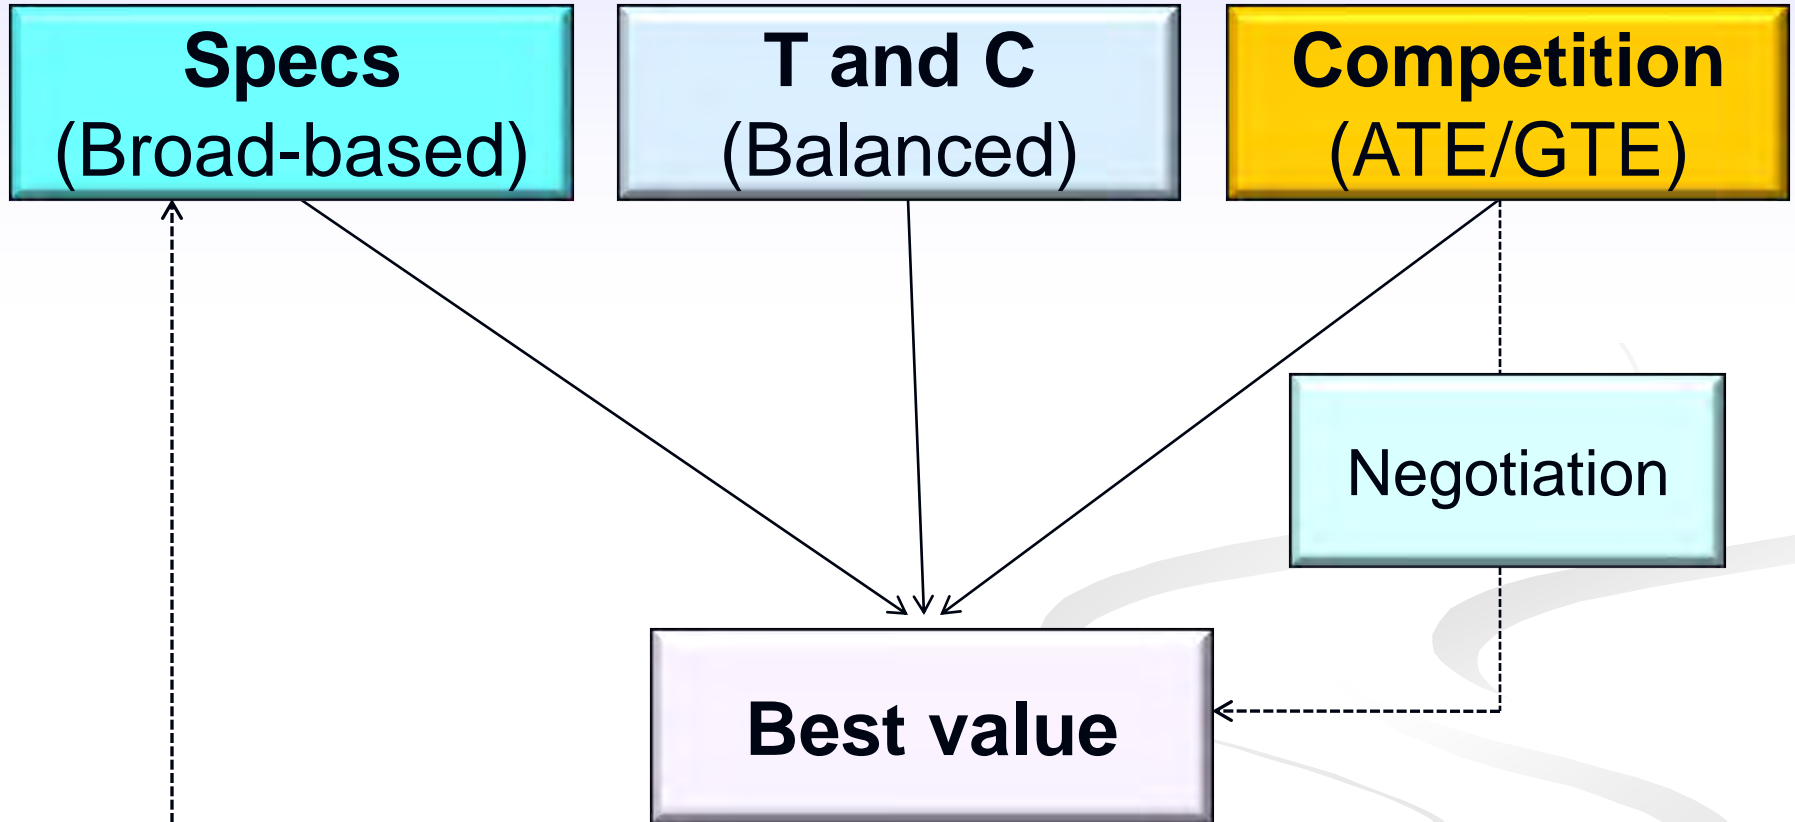 Specs
(Broad-based)
T and C
(Balanced)
Competition
(ATE/GTE)
Negotiation
Best value